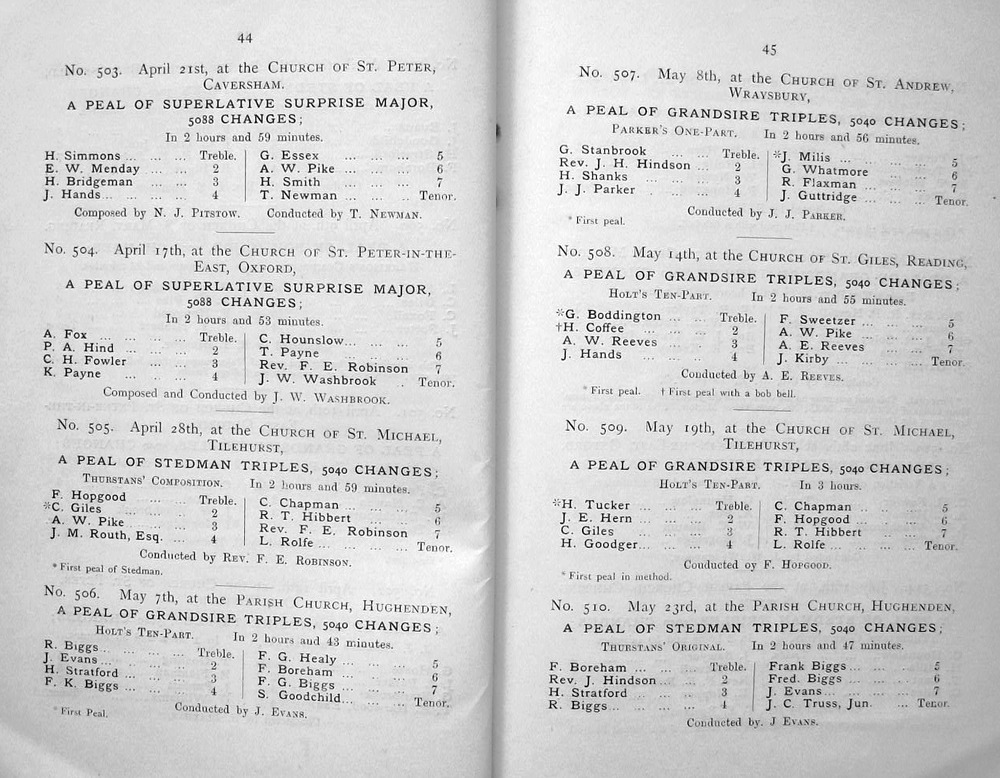 44
No. 503. April 21st, at the Church of St. Peter,
Caversham.
A PEAL OF SUPERLATIVE SURPRISE MAJOR,
5088 CHANGES;
In 2 hours and 59 minutes.
H. Simmons ... ... ... Treble. G. Essex ... ... ... 5
E. W. Menday ... ... 2 A. W. Pike ... ... ... 6
H. Bridgeman ... ... 3 H. Smith ... ... ... 7
J. Hands ... ... ... 4 T. Newman ... ... Tenor.
Composed by N. J. Pitstow. Conducted by T. Newman.
No. 504. April 17th, at the Church of St. Peter-in-the-
East, Oxford,
A PEAL OF SUPERLATIVE SURPRISE MAJOR,
5088 CHANGES;
In 2 hours and 53 minutes.
A. Fox ... ... ... Treble. C. Hounslow... ... ... 5
P. A. Hind ... ... ... 2 T. Payne ... ... ... 6
C. H. Fowler ... ... 3 Rev. F. E. Robinson 7
K. Payne ... ... 4 J. W. Washbrook . Tenor.
Composed and Conducted by J. W. Washbrook.
No. 505. April 28th, at the Church of St. Michael,
Tilehurst,
A PEAL OF STEDMAN TRIPLES, 5040 CHANGES;
Thurstans' Composition. In 2 hours and 59 minutes.
F. Hopgood ... ... Treble. C. Chapman ... ... ... 5
*C. Giles ... ... ... 2 R. T. Hibbert ... ... 6
A. W. Pike ... ... ... 3 Rev. F. E. Robinson 7
J. M. Routh, Esq. ... 4 L. Rolfe ... ... ... Tenor.
Conducted by Rev. F. E. Robinson.
* First peal of Stedman.
No. 506. May 7th, at the Parish Church, Hughenden,
A PEAL OF GRANDSIRE TRIPLES, 5040 CHANGES;
Holt's Ten-Part. In 2 hours and 43 minutes.
R. Biggs ... ... ... Treble. F. G. Healy ... ... ... 5
J. Evans ... ... ... 2 F. Boreham ... ... ... 6
H. Stratford ... ... 3 F. G. Biggs ... ... ... 7
F. K. Biggs ... ... 4 S. Goodchild... ... Tenor.
Conducted by J. Evans.
* First Peal.
45
No. 507. May 8th, at the Church of St. Andrew,
Wraysbury,
A PEAL OF GRANDSIRE TRIPLES, 5040 CHANGES;
Parker's One-Part. In 2 hours and 56 minutes.
G. Stanbrook ... ... Treble. *J. Milis ... ... ... 5
Rev. J. H. Hindson ... 2 G. Whatmore ... ... 6
H. Shanks ... ... 3 R. Flaxman ... ... ... 7
J. J. Parker . ... ... 4 J. Guttridge ... ... Tenor.
Conducted by J. J. Parker.
* First peal.
No. 508. May 14th, at the Church of St. Giles, Reading,
A PEAL OF GRANDSIRE TRIPLES, 5040 CHANGES;
Holt's Ten-Part. In 2 hours and 55 minutes.
*G. Boddington ... ... Treble. F. Sweetzer ... ... ... 5
†H. Coffee ... ... ... 2 A. W. Pike ... ... ... 6
A. W. Reeves ... ... 3 A. E. Reeves ... ... 7
J. Hands ... ... ... 4 J. Kirby ... ... ... Tenor.
Conducted by A. E. Reeves.
* First peal. † First peal with a bob bell.
No. 509. May 19th, at the Church of St. Michael,
Tilehurst,
A PEAL OF GRANDSIRE TRIPLES, 5040 CHANGES;
Holt's Ten-Part. In 3 hours.
*H. Tucker ... ... Treble. C. Chapman ... ... 5
J. E. Hern ... ... ... 2 F. Hopgood ... ... ... 6
C. Giles ... ... ... 3 R. T. Hibbert ... ... 7
H. Goodger... ... ... 4 L. Rolfe ... ... ... Tenor.
Conducted by F. Hopgood.
* First peal in method.
No. 510. May 23rd, at the Parish Church, Hughenden,
A PEAL OF STEDMAN TRIPLES, 5040 CHANGES;
Thurstans' Original. In 2 hours and 47 minutes.
F. Boreham ... ... Treble. Frank Biggs ... ... ... 5
Rev. J. Hindson ... ... 2 Fred. Biggs ... ... ... 6
H. Stratford ... ... 3 J. Evans ... ... ... 7
R. Biggs ... ... ... 4 J. C. Truss, Jun. ... Tenor.
Conducted by. J Evans.